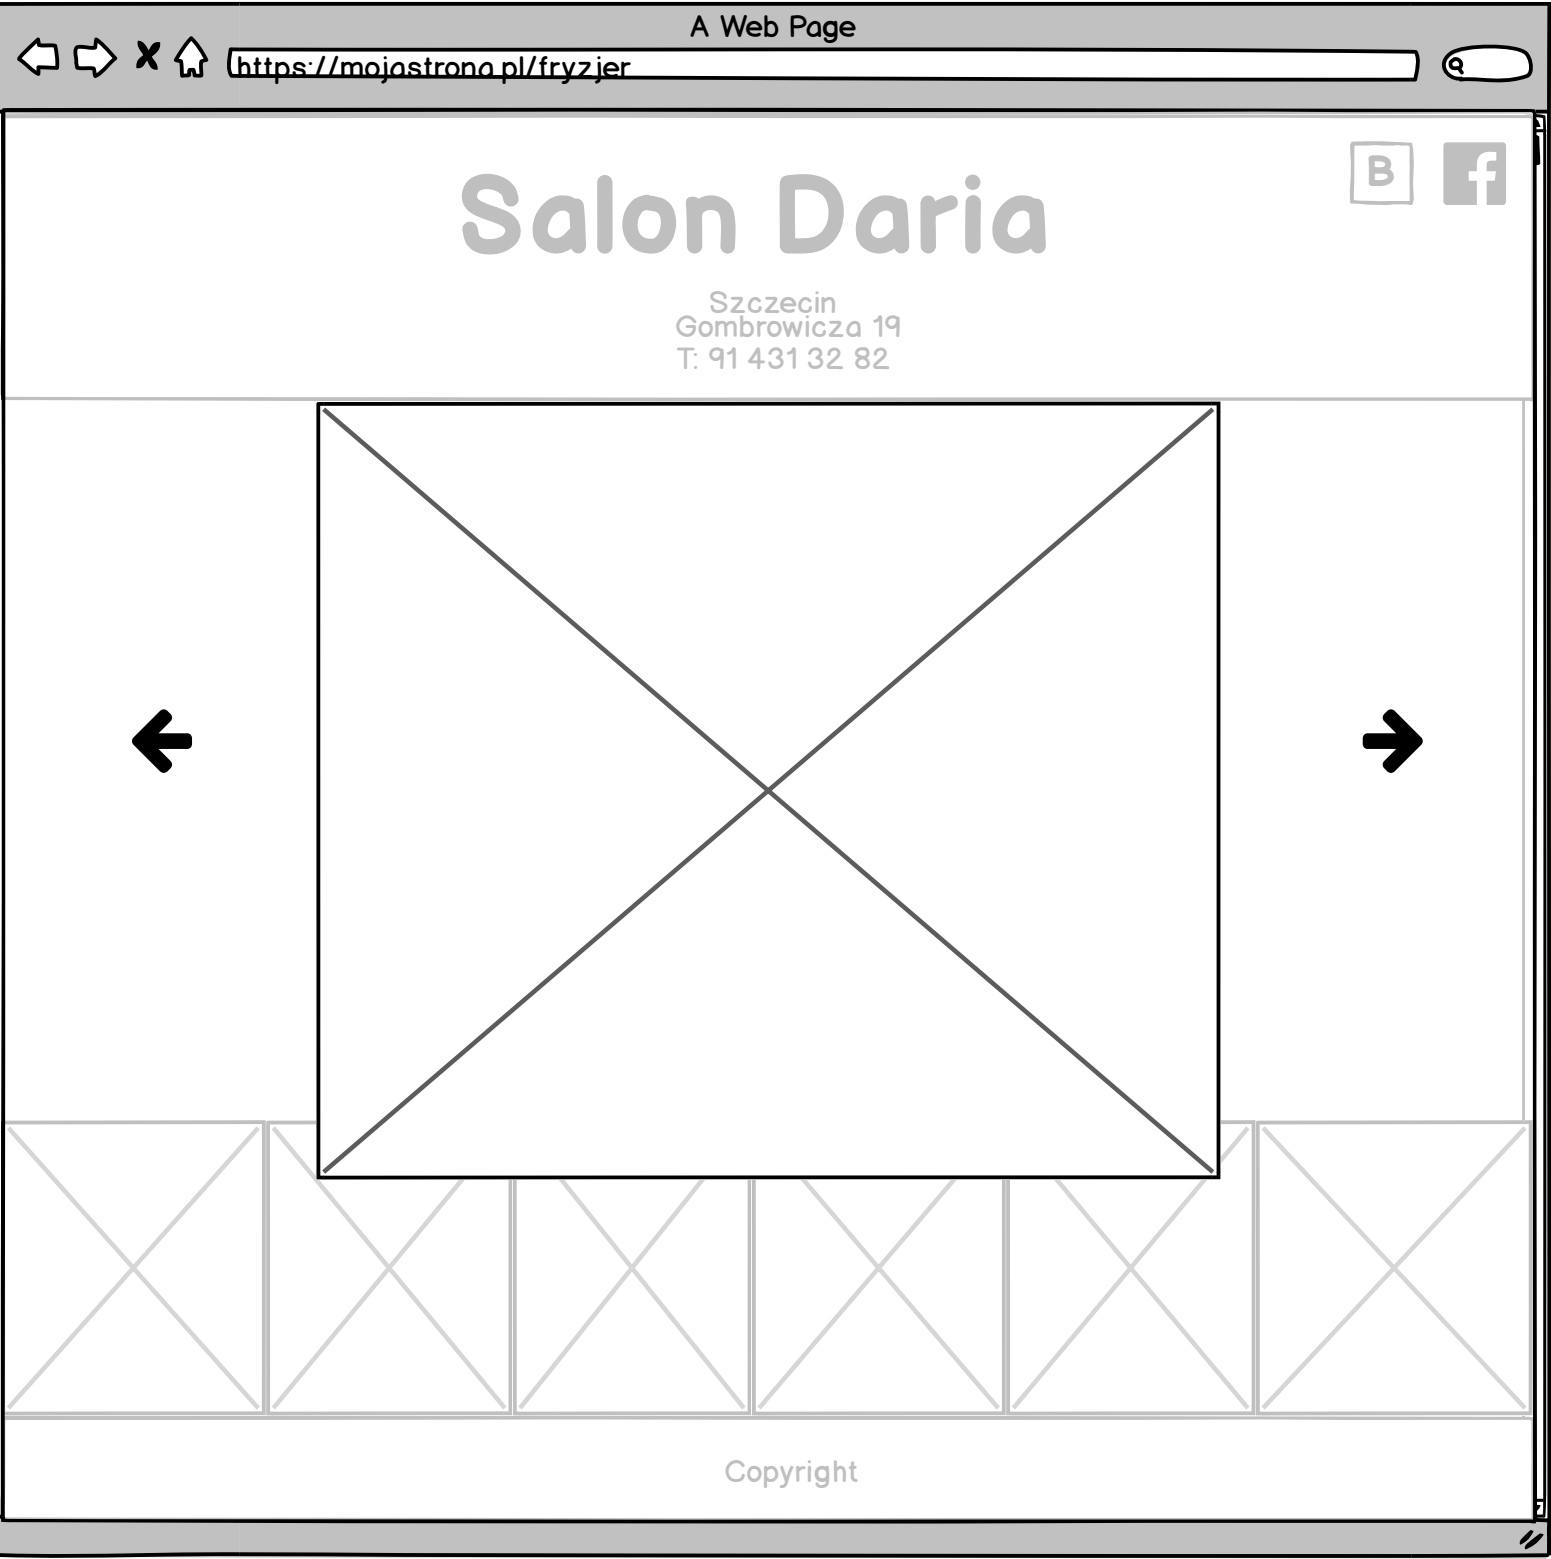 A Web Page
https://mojastrona.pl/fryzjer
B
f
Salon Daria
Szczecin
Gombrowicza 19
T: 91 431 32 82
Copyright